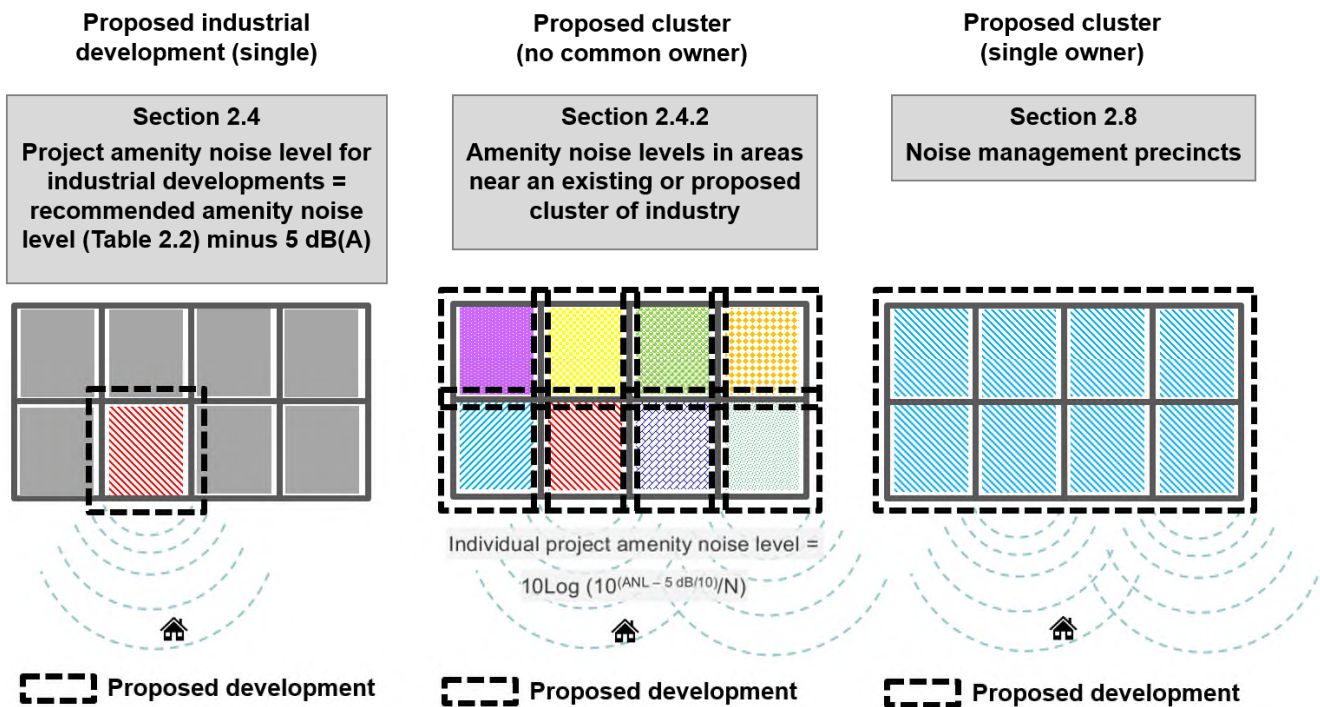 Proposed industrial
development (single)
Section 2.4
Project amenity noise level for
industrial developments =
recommended amenity noise
level (Table 2.2) minus 5 dB(A)
Proposed development
Proposed cluster
(no common owner)
Section 2.4.2
Amenity noise levels in areas
near an existing or proposed
cluster of industry
Individual project amenity noise level =
10Log (10^(ANL – 5 dB/10)/N)
Proposed development
Proposed cluster
(single owner)
Section 2.8
Noise management precincts
Proposed development